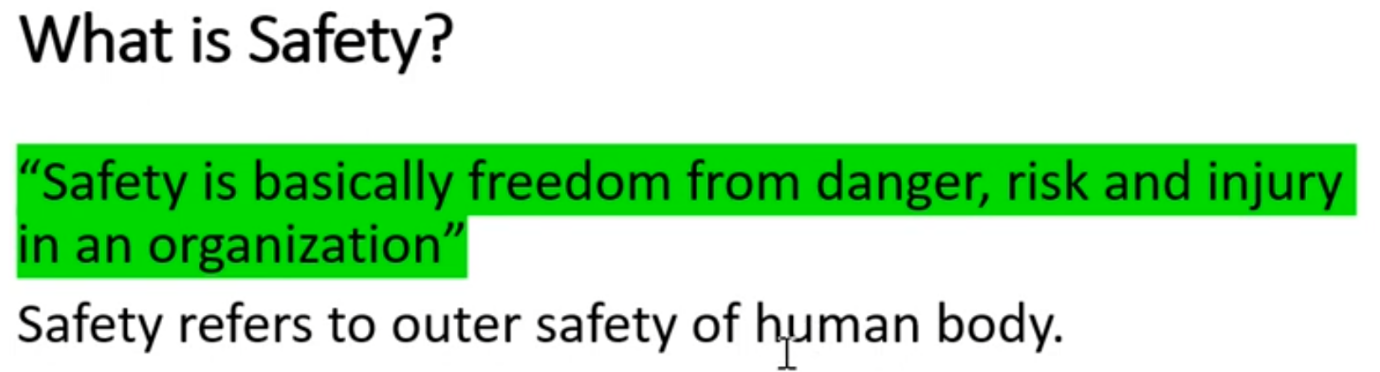 What is Safety?
“Safety is basically freedom from danger, risk and injury
in an organization”
Safety refers to outer safety of human body.